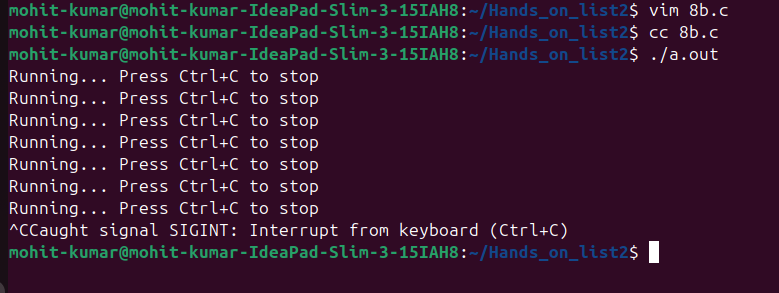 mohit-kumar@mohit-kumar-IdeaPad-Slim-3-15IAH8:~/Hands_on_list2$ vim 8b.c
mohit-kumar@mohit-kumar-IdeaPad-Slim-3-15IAH8:~/Hands_on_list2$ cc 8b.c
mohit-kumar@mohit-kumar-IdeaPad-Slim-3-15IAH8:~/Hands_on_list2$ ./a.out
Running... Press Ctrl+C to stop
Running... Press Ctrl+C to stop
Running... Press Ctrl+C to stop
Running... Press Ctrl+C to stop
Running... Press Ctrl+C to stop
Running... Press Ctrl+C to stop
Running... Press Ctrl+C to stop
^CCaught signal SIGINT: Interrupt from keyboard (Ctrl+C)
mohit-kumar@mohit-kumar-IdeaPad-Slim-3-15IAH8:~/Hands_on_list2$